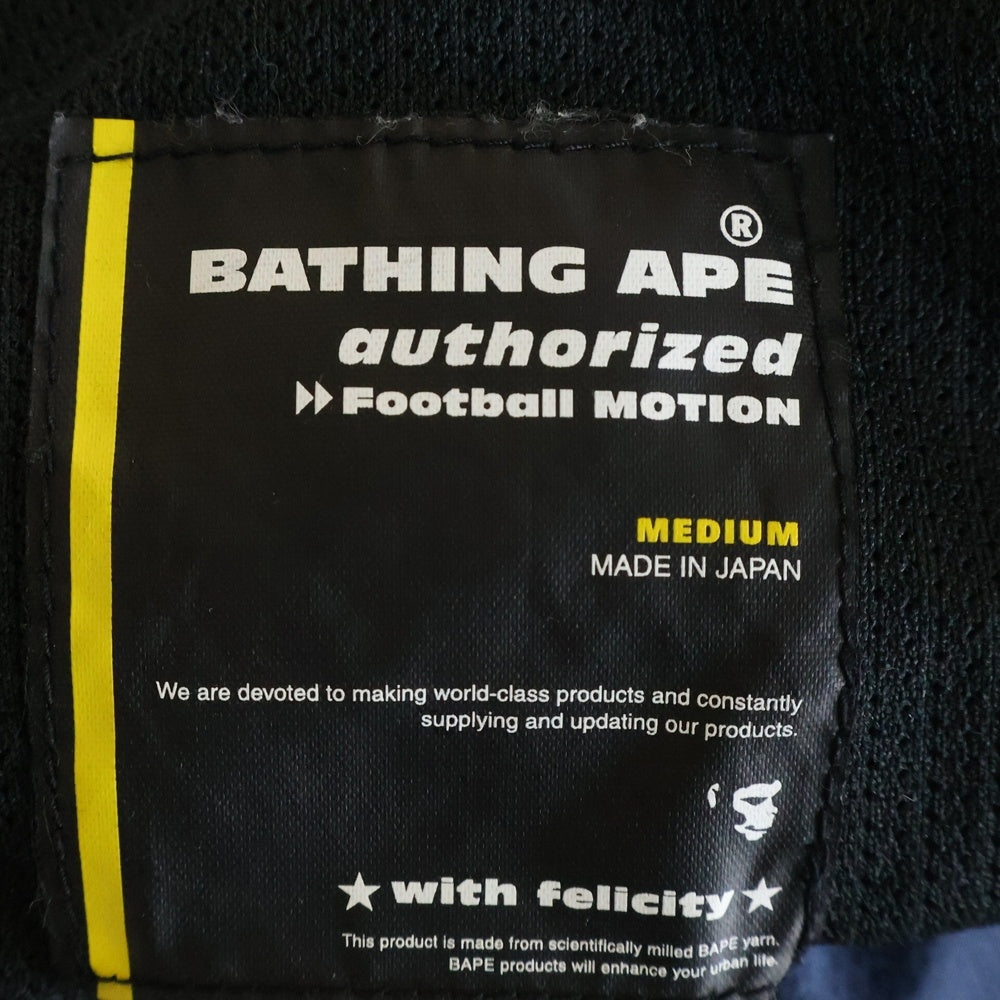 ®
BATHING APE
authorized
Football MOTION
MEDIUM
MADE IN JAPAN
We are devoted to making world-class products and constantly
supplying and updating our products.
★ with felicity ★
This product is made from scientifically milled BAPE yarn.
BAPE products will enhance your urban life.